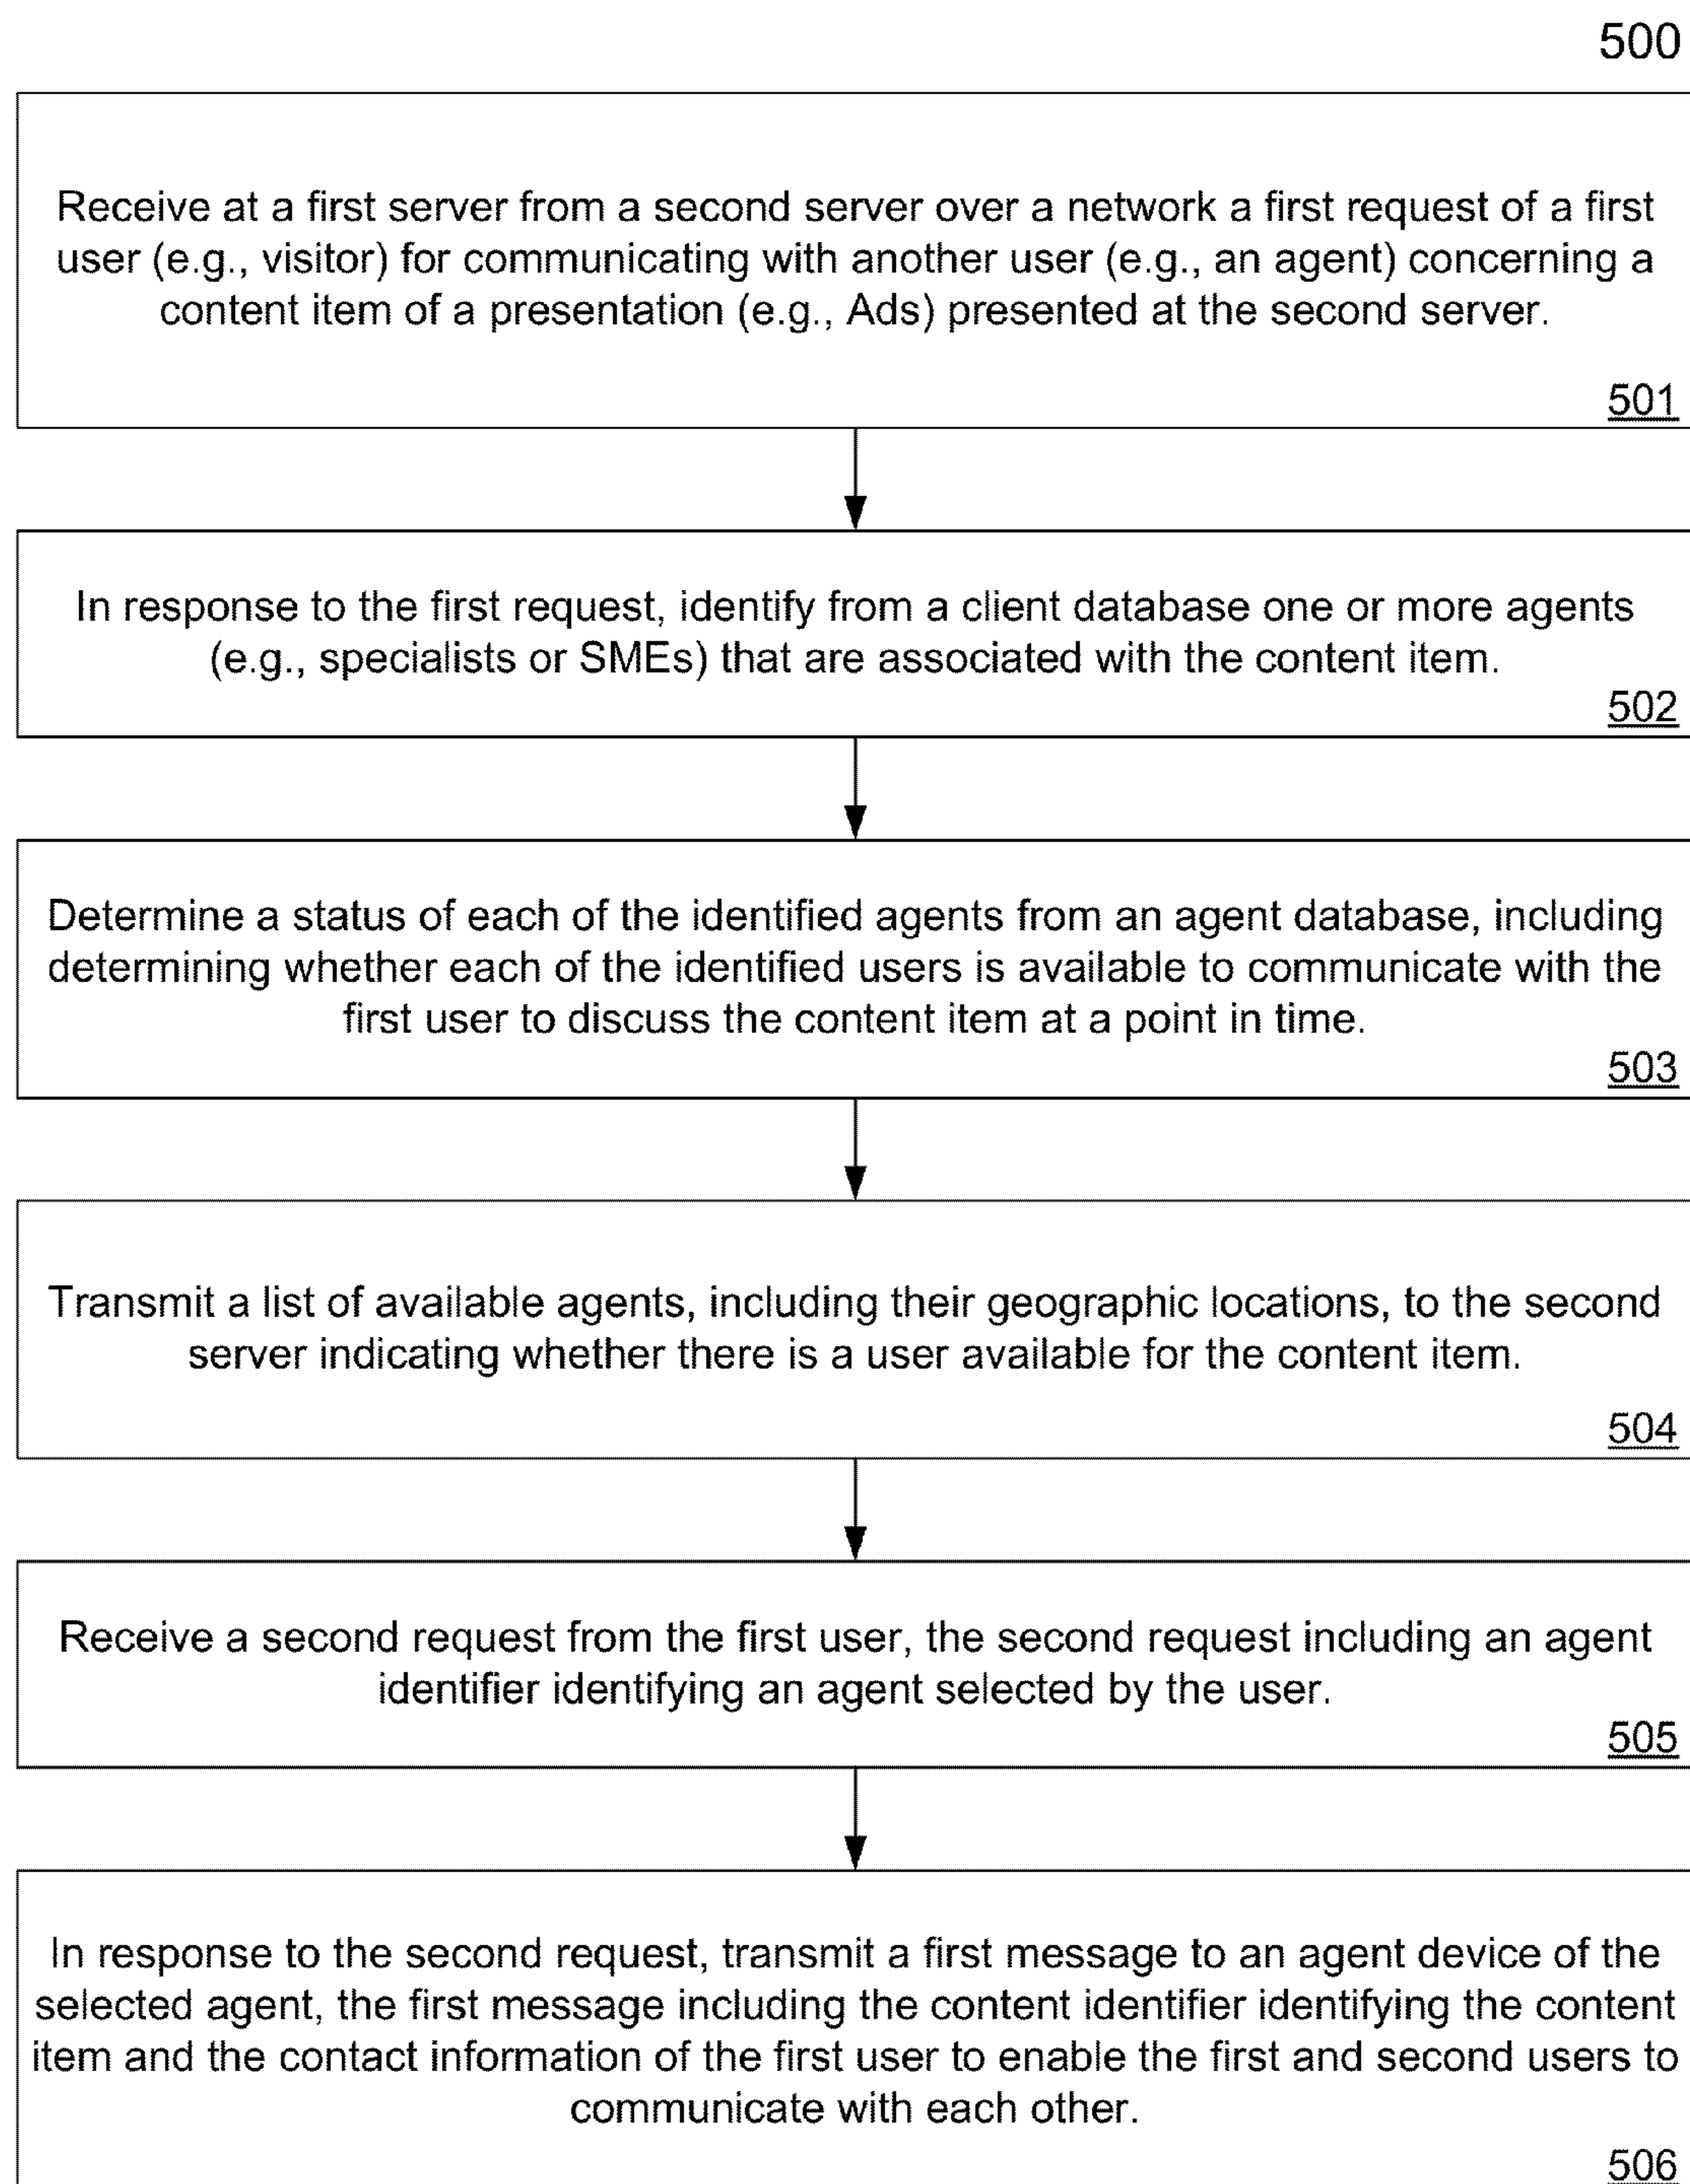 500
Receive at a first server from a second server over a network a first request of a first
user (e.g., visitor) for communicating with another user (e.g., an agent) concerning a
content item of a presentation (e.g., Ads) presented at the second server.
501
In response to the first request, identify from a client database one or more agents
(e.g., specialists or SMEs) that are associated with the content item.
502
Determine a status of each of the identified agents from an agent database, including
determining whether each of the identified users is available to communicate with the
first user to discuss the content item at a point in time.
503
Transmit a list of available agents, including their geographic locations, to the second
server indicating whether there is a user available for the content item.
504
Receive a second request from the first user, the second request including an agent
identifier identifying an agent selected by the user.
505
In response to the second request, transmit a first message to an agent device of the
selected agent, the first message including the content identifier identifying the content
item and the contact information of the first user to enable the first and second users to
communicate with each other.
506